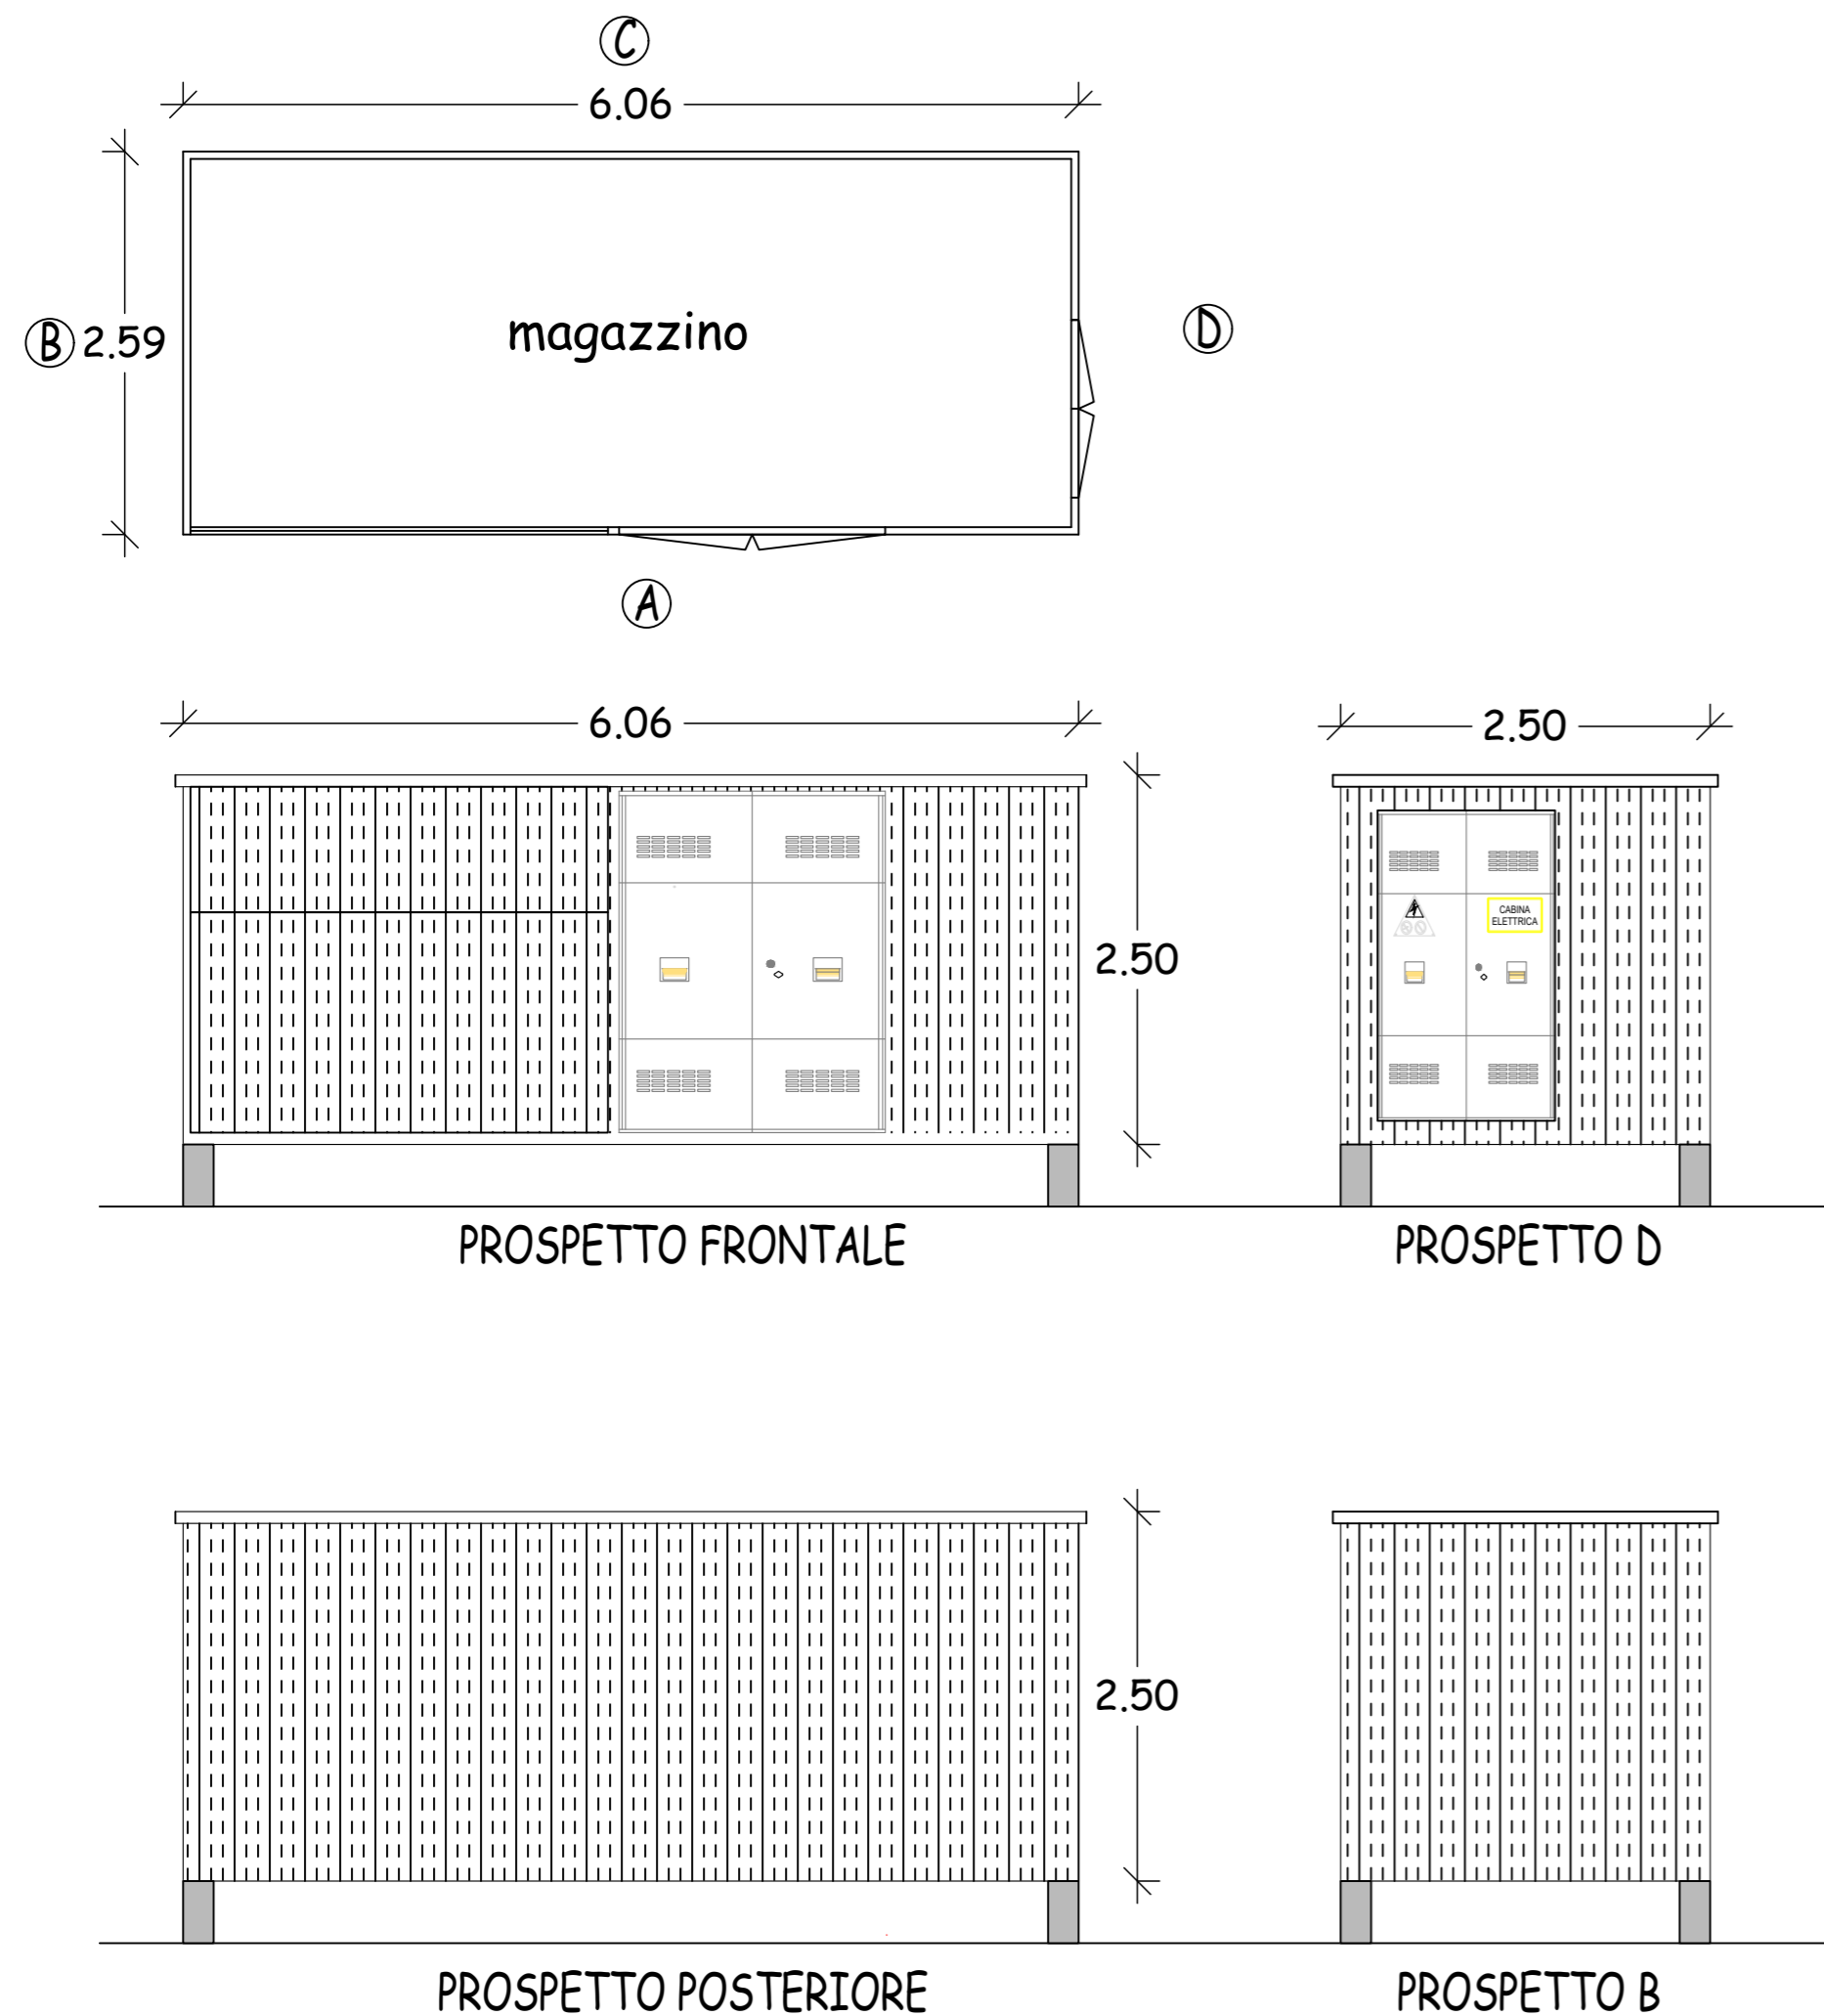 C
6.06
B
2.59
magazzino
D
A
6.06
2.50
2.50
CABINA
ELETTRICA
PROSPETTO FRONTALE
PROSPETTO D
2.50
PROSPETTO POSTERIORE
PROSPETTO B